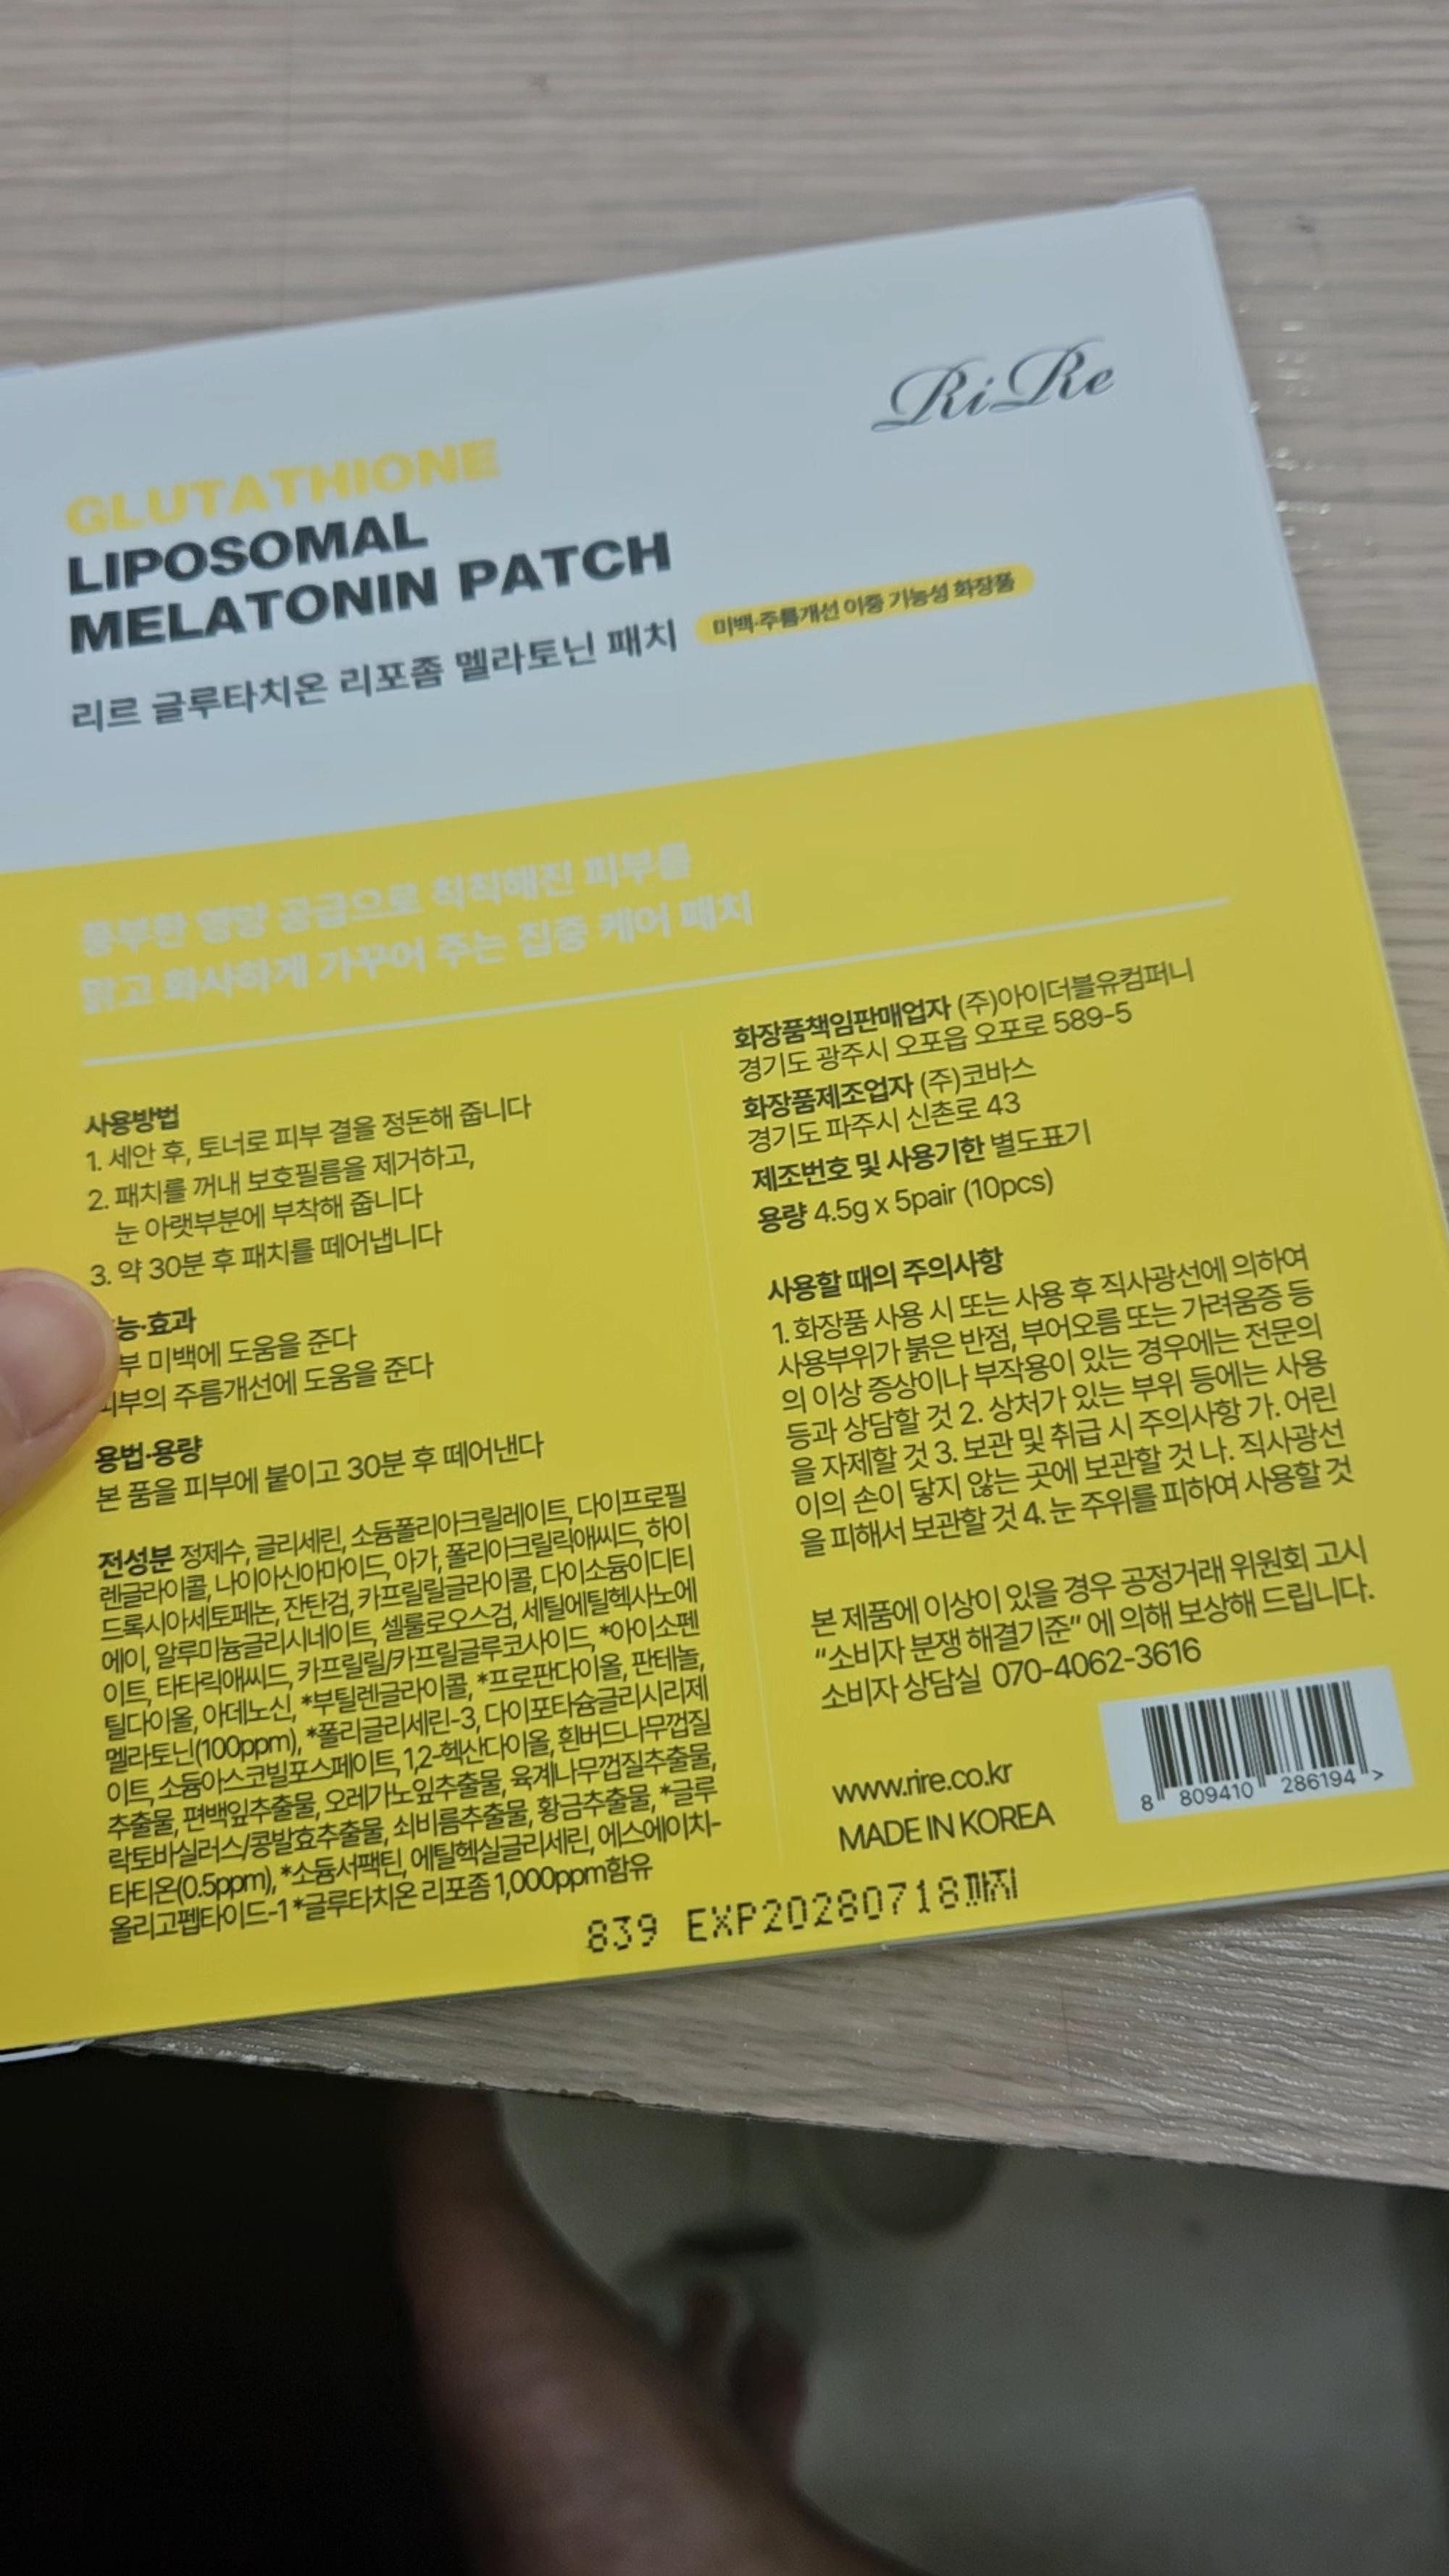 RiRe
GLUTATHIONE
LIPOSOMAL
MELATONIN PATCH
리르 글루타치온 리포좀 멜라토닌 패치
미백·주름개선 이중 기능성 화장품
풍부한 영양 공급으로 칙칙해진 피부를
맑고 화사하게 가꾸어 주는 집중 케어 패치
사용방법
1. 세안 후, 토너로 피부 결을 정돈해 줍니다
2. 패치를 꺼내 보호필름을 제거하고,
눈 아랫부분에 부착해 줍니다
3. 약 30분 후 패치를 떼어냅니다
능·효과
부 미백에 도움을 준다
피부의 주름개선에 도움을 준다
용법·용량
본 품을 피부에 붙이고 30분 후 떼어낸다
전성분 정제수, 글리세린, 소듐폴리아크릴레이트, 다이프로필
렌글라이콜, 나이아신아마이드, 아가, 폴리아크릴릭애씨드, 하이
드록시아세토페논, 잔탄검, 카프릴릴글라이콜, 다이소듐이디티
에이, 알루미늄글리시네이트, 셀룰로오스검, 세틸에틸헥사노에
이트, 타타릭애씨드, 카프릴릴/카프릴글루코사이드, *아이소펜
틸다이올, 아데노신, *부틸렌글라이콜, *프로판다이올, 판테놀,
멜라토닌(100ppm), *폴리글리세린-3, 다이포타슘글리시리제
이트, 소듐아스코빌포스페이트, 1,2-헥산다이올, 흰버드나무껍질
추출물, 편백잎추출물, 오레가노잎추출물, 육계나무껍질추출물,
락토바실러스/콩발효추출물, 쇠비름추출물, 황금추출물, *글루
타티온(0.5ppm), *소듐서팩틴, 에틸헥실글리세린, 에스에이치-
올리고펩타이드-1 *글루타치온 리포좀 1,000ppm함유
화장품책임판매업자 (주)아이더블유컴퍼니
경기도 광주시 오포읍 오포로 589-5
화장품제조업자 (주)코바스
경기도 파주시 신촌로 43
제조번호 및 사용기한 별도표기
용량 4.5g x 5pair (10pcs)
사용할 때의 주의사항
1. 화장품 사용 시 또는 사용 후 직사광선에 의하여
사용부위가 붉은 반점, 부어오름 또는 가려움증 등
의 이상 증상이나 부작용이 있는 경우에는 전문의
등과 상담할 것 2. 상처가 있는 부위 등에는 사용
을 자제할 것 3. 보관 및 취급 시 주의사항 가. 어린
이의 손이 닿지 않는 곳에 보관할 것 나. 직사광선
을 피해서 보관할 것 4. 눈 주위를 피하여 사용할 것
본 제품에 이상이 있을 경우 공정거래 위원회 고시
“소비자 분쟁 해결기준” 에 의해 보상해 드립니다.
소비자 상담실 070-4062-3616
www.rire.co.kr
MADE IN KOREA
8 809410 286194 >
839 EXP20280718까지